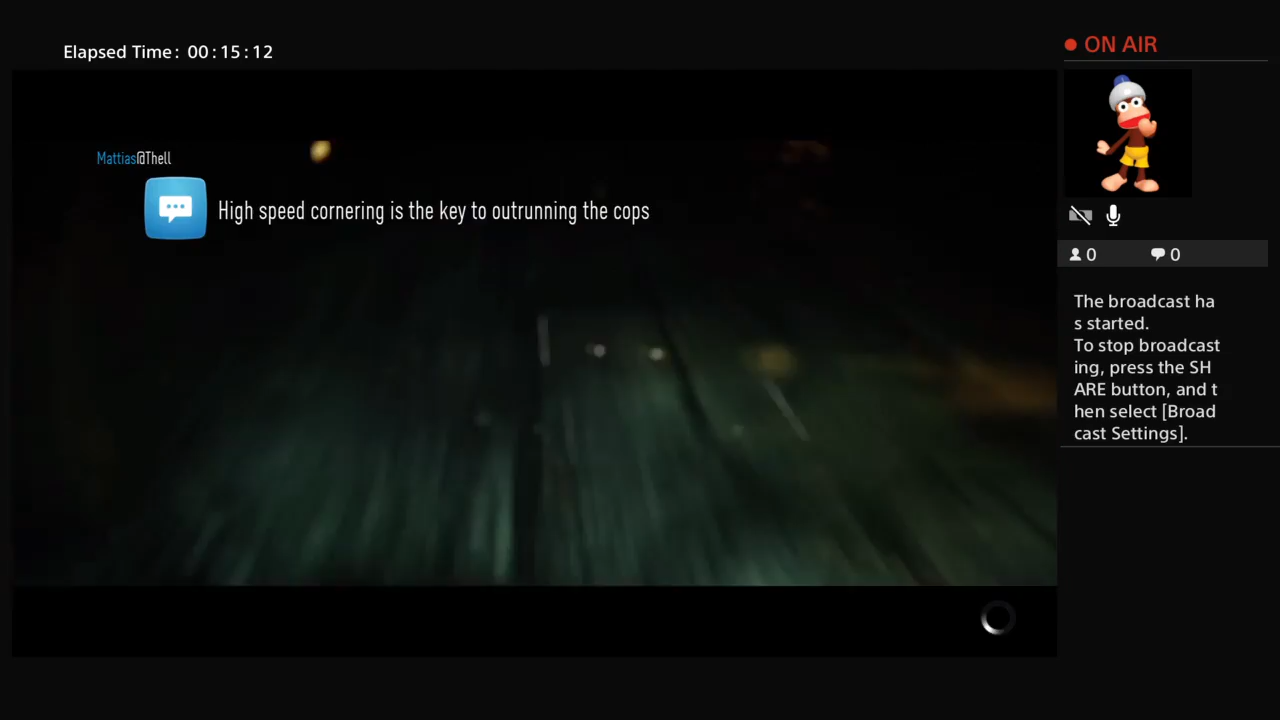 Elapsed Time: 00:15:12
ON AIR
Mattias@Thell
High speed cornering is the key to outrunning the cops
0
0
The broadcast ha
s started.
To stop broadcast
ing, press the SH
ARE button, and t
hen select [Broad
cast Settings].